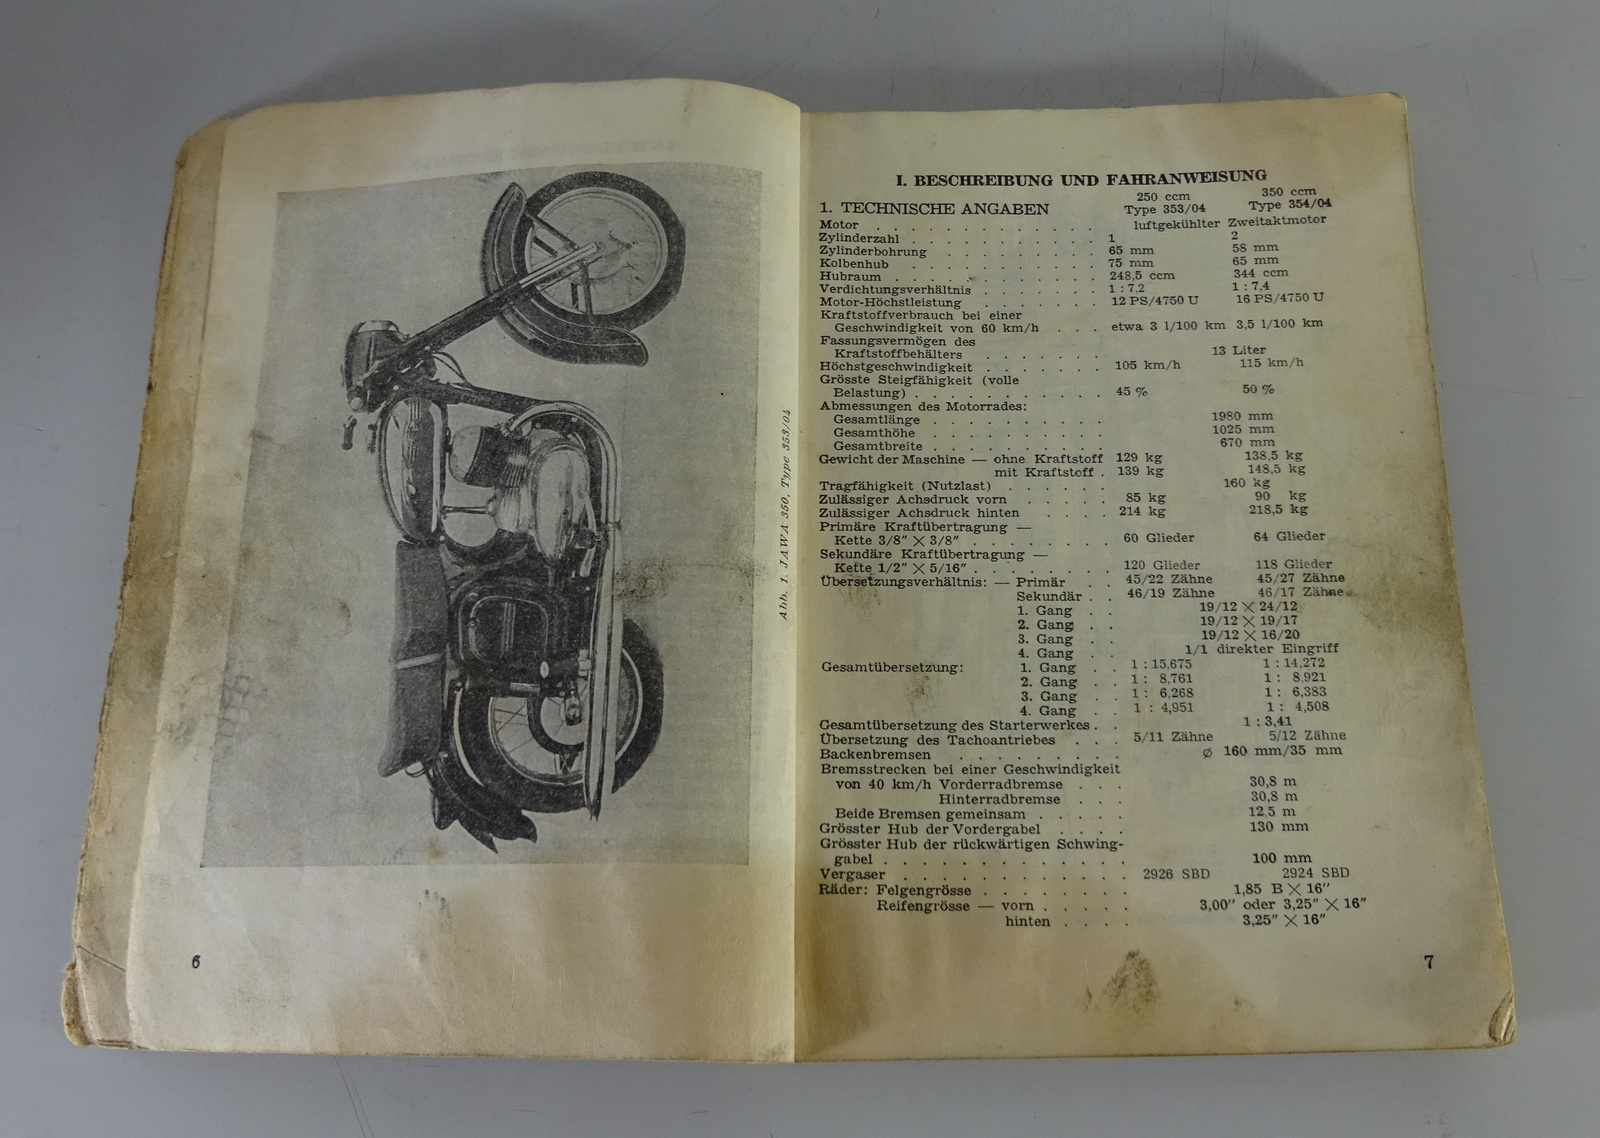 Abb. 1. JAWA 350, Type 353/04
6
I. BESCHREIBUNG UND FAHRANWEISUNG
250 ccm 350 ccm
1. TECHNISCHE ANGABEN Type 353/04 Type 354/04
Motor . . . . . . . . . . . . . luftgekühlter Zweitaktmotor
Zylinderzahl . . . . . . . . . . . 1 2
Zylinderbohrung . . . . . . . . . 65 mm 58 mm
Kolbenhub . . . . . . . . . . . 75 mm 65 mm
Hubraum . . . . . . . . . . . . 248,5 ccm 344 ccm
Verdichtungsverhältnis . . . . . . . 1 : 7,2 1 : 7,4
Motor-Höchstleistung . . . . . . . 12 PS/4750 U 16 PS/4750 U
Kraftstoffverbrauch bei einer
Geschwindigkeit von 60 km/h . . . etwa 3 l/100 km 3,5 l/100 km
Fassungsvermögen des
Kraftstoffbehälters . . . . . . . 13 Liter
Höchstgeschwindigkeit . . . . . . 105 km/h 115 km/h
Grösste Steigfähigkeit (volle
Belastung) . . . . . . . . . . . 45 % 50 %
Abmessungen des Motorrades:
Gesamtlänge . . . . . . . . . . 1980 mm
Gesamthöhe . . . . . . . . . . 1025 mm
Gesamtbreite . . . . . . . . . . 670 mm
Gewicht der Maschine — ohne Kraftstoff 129 kg 138,5 kg
mit Kraftstoff . 139 kg 148,5 kg
Tragfähigkeit (Nutzlast) . . . . . . 160 kg
Zulässiger Achsdruck vorn . . . . . 85 kg 90 kg
Zulässiger Achsdruck hinten . . . . 214 kg 218,5 kg
Primäre Kraftübertragung —
Kette 3/8" × 3/8" . . . . . . . . 60 Glieder 64 Glieder
Sekundäre Kraftübertragung —
Kette 1/2" × 5/16" . . . . . . . . 120 Glieder 118 Glieder
Übersetzungsverhältnis: — Primär . . 45/22 Zähne 45/27 Zähne
Sekundär . . 46/19 Zähne 46/17 Zähne
1. Gang . . 19/12 × 24/12
2. Gang . . 19/12 × 19/17
3. Gang . . 19/12 × 16/20
4. Gang . . 1/1 direkter Eingriff
Gesamtübersetzung: 1. Gang . . 1 : 15,675 1 : 14,272
2. Gang . . 1 : 8,761 1 : 8,921
3. Gang . . 1 : 6,268 1 : 6,383
4. Gang . . 1 : 4,951 1 : 4,508
Gesamtübersetzung des Starterwerkes . . 1 : 3,41
Übersetzung des Tachoantriebes . . . 5/11 Zähne 5/12 Zähne
Backenbremsen . . . . . . . . . ⌀ 160 mm/35 mm
Bremsstrecken bei einer Geschwindigkeit
von 40 km/h Vorderradbremse . . . 30,8 m
Hinterradbremse . . . 30,8 m
Beide Bremsen gemeinsam . . . . . 12,5 m
Grösster Hub der Vordergabel . . . . 130 mm
Grösster Hub der rückwärtigen Schwing-
gabel . . . . . . . . . . . . . 100 mm
Vergaser . . . . . . . . . . . . 2926 SBD 2924 SBD
Räder: Felgengrösse . . . . . . . . 1,85 B × 16"
Reifengrösse — vorn . . . . . 3,00" oder 3,25" × 16"
hinten . . . . 3,25" × 16"
7